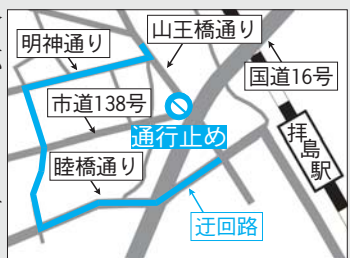 山王橋通り
明神通り
国道16号
市道138号
通行止め
拝島駅
睦橋通り
迂回路